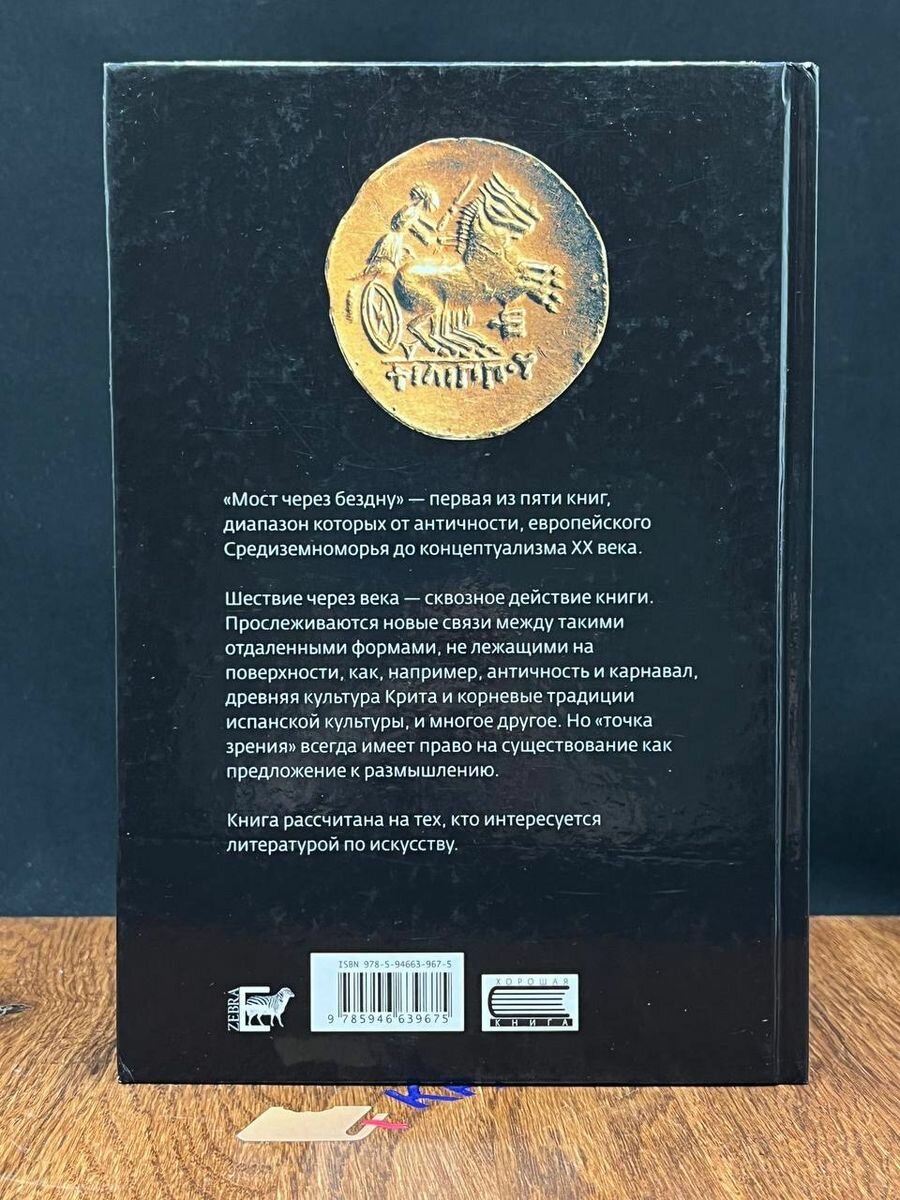 ΦΙΛΙΠΠΟΥ
«Мост через бездну» — первая из пяти книг,
диапазон которых от античности, европейского
Средиземноморья до концептуализма XX века.
Шествие через века — сквозное действие книги.
Прослеживаются новые связи между такими
отдаленными формами, не лежащими на
поверхности, как, например, античность и карнавал,
древняя культура Крита и корневые традиции
испанской культуры, и многое другое. Но «точка
зрения» всегда имеет право на существование как
предложение к размышлению.
Книга рассчитана на тех, кто интересуется
литературой по искусству.
ZEBRA E
ISBN 978-5-94663-967-5
9 785946 639675
ХОРОШАЯ
КНИГА